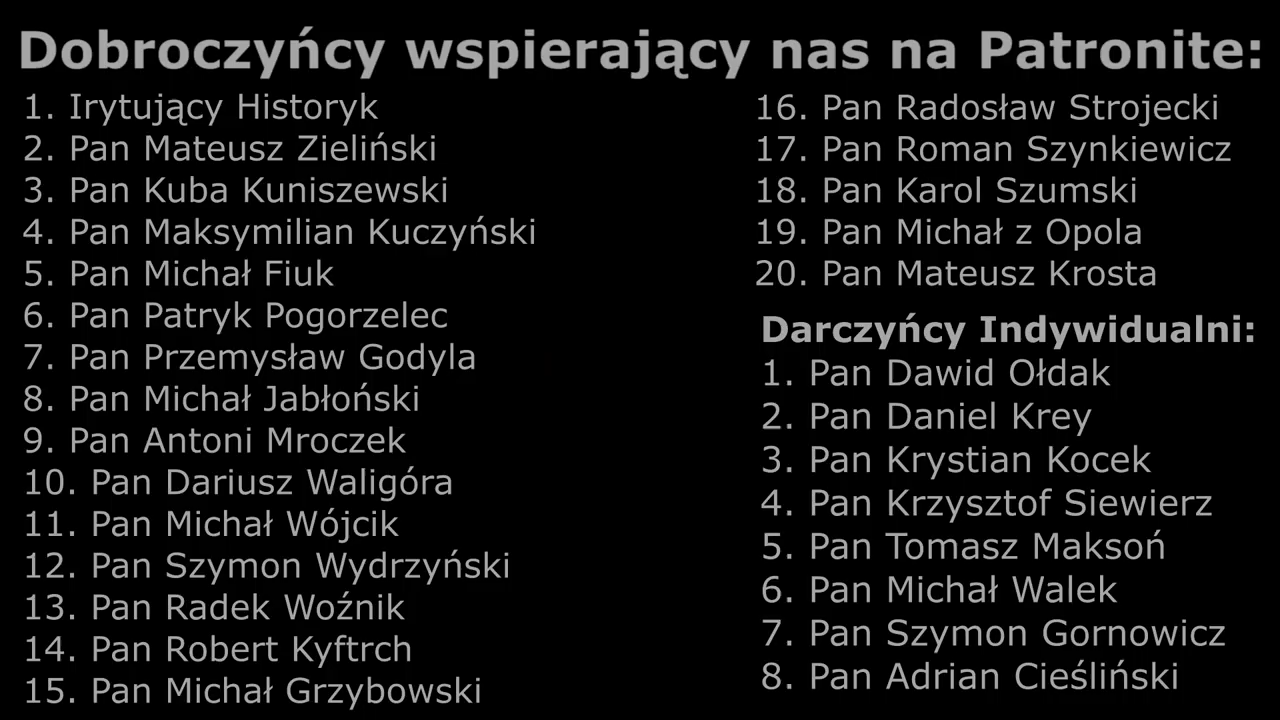 Dobroczyńcy wspierający nas na Patronite:
1. Irytujący Historyk
2. Pan Mateusz Zieliński
3. Pan Kuba Kuniszewski
4. Pan Maksymilian Kuczyński
5. Pan Michał Fiuk
6. Pan Patryk Pogorzelec
7. Pan Przemysław Godyla
8. Pan Michał Jabłoński
9. Pan Antoni Mroczek
10. Pan Dariusz Waligóra
11. Pan Michał Wójcik
12. Pan Szymon Wydrzyński
13. Pan Radek Woźnik
14. Pan Robert Kyftrch
15. Pan Michał Grzybowski
16. Pan Radosław Strojecki
17. Pan Roman Szynkiewicz
18. Pan Karol Szumski
19. Pan Michał z Opola
20. Pan Mateusz Krosta
Darczyńcy Indywidualni:
1. Pan Dawid Ołdak
2. Pan Daniel Krey
3. Pan Krystian Kocek
4. Pan Krzysztof Siewierz
5. Pan Tomasz Maksoń
6. Pan Michał Walek
7. Pan Szymon Gornowicz
8. Pan Adrian Cieśliński